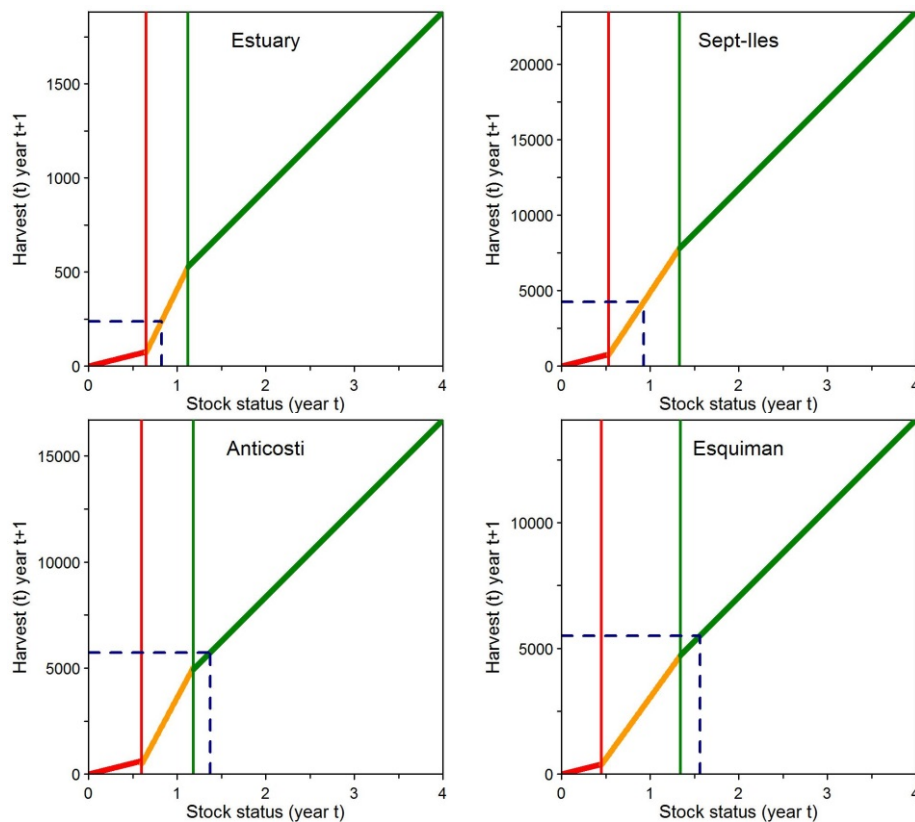 Estuary
Harvest (t) year t+1
1500
1000
500
0
0 1 2 3 4
Stock status (year t)
Sept-Iles
Harvest (t) year t+1
20000
15000
10000
5000
0
0 1 2 3 4
Stock status (year t)
Anticosti
Harvest (t) year t+1
15000
10000
5000
0
0 1 2 3 4
Stock status (year t)
Esquiman
Harvest (t) year t+1
10000
5000
0
0 1 2 3 4
Stock status (year t)